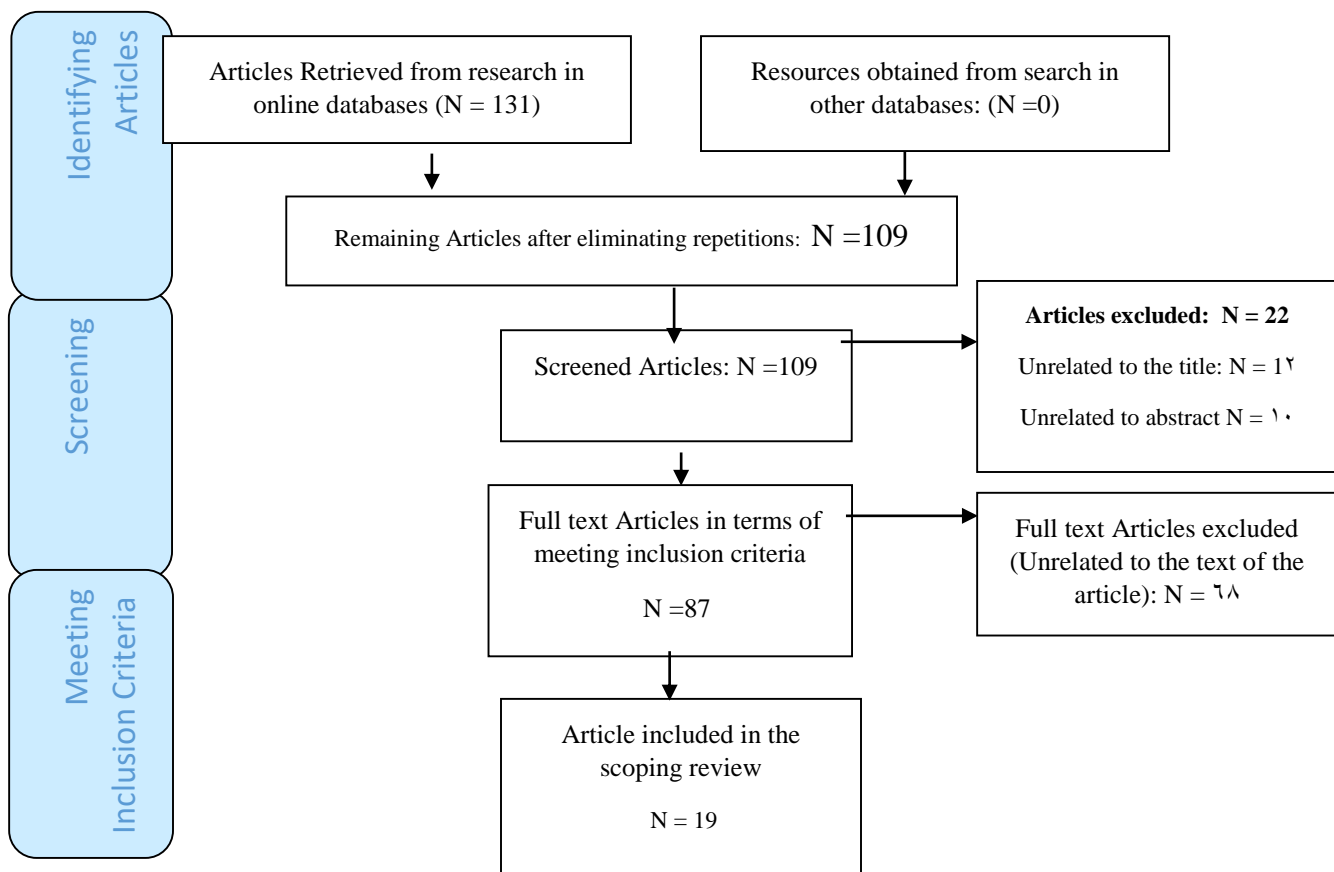 Identifying
Articles
Articles Retrieved from research in
online databases (N = 131)
Resources obtained from search in
other databases: (N =0)
Remaining Articles after eliminating repetitions: N =109
Screening
Screened Articles: N =109
Articles excluded: N = 22
Unrelated to the title: N = 1۲
Unrelated to abstract N = ۱۰
Full text Articles in terms of
meeting inclusion criteria
N =87
Full text Articles excluded
(Unrelated to the text of the
article): N = ٦۸
Meeting
Inclusion Criteria
Article included in the
scoping review
N = 19